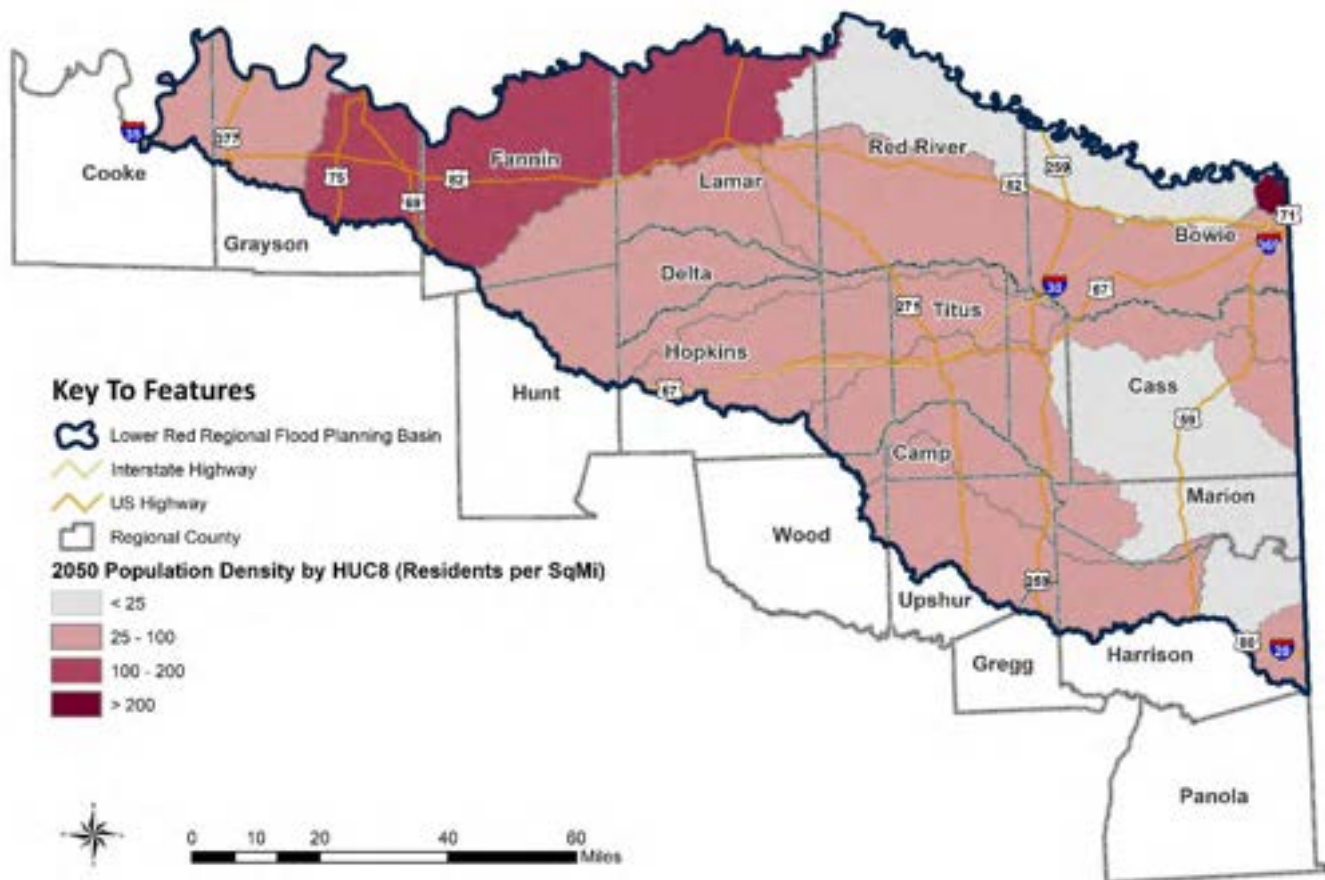 Cooke
35
377
Grayson
75
69
82
Fannin
Lamar
Red River
82
259
71
Bowie
369
30
67
Delta
271
Titus
Hopkins
67
Hunt
Cass
59
Camp
Marion
Wood
Upshur
259
Gregg
Harrison
80
20
Panola
Key To Features
Lower Red Regional Flood Planning Basin
Interstate Highway
US Highway
Regional County
2050 Population Density by HUC8 (Residents per SqMi)
< 25
25 - 100
100 - 200
> 200
0 10 20 40 60
Miles